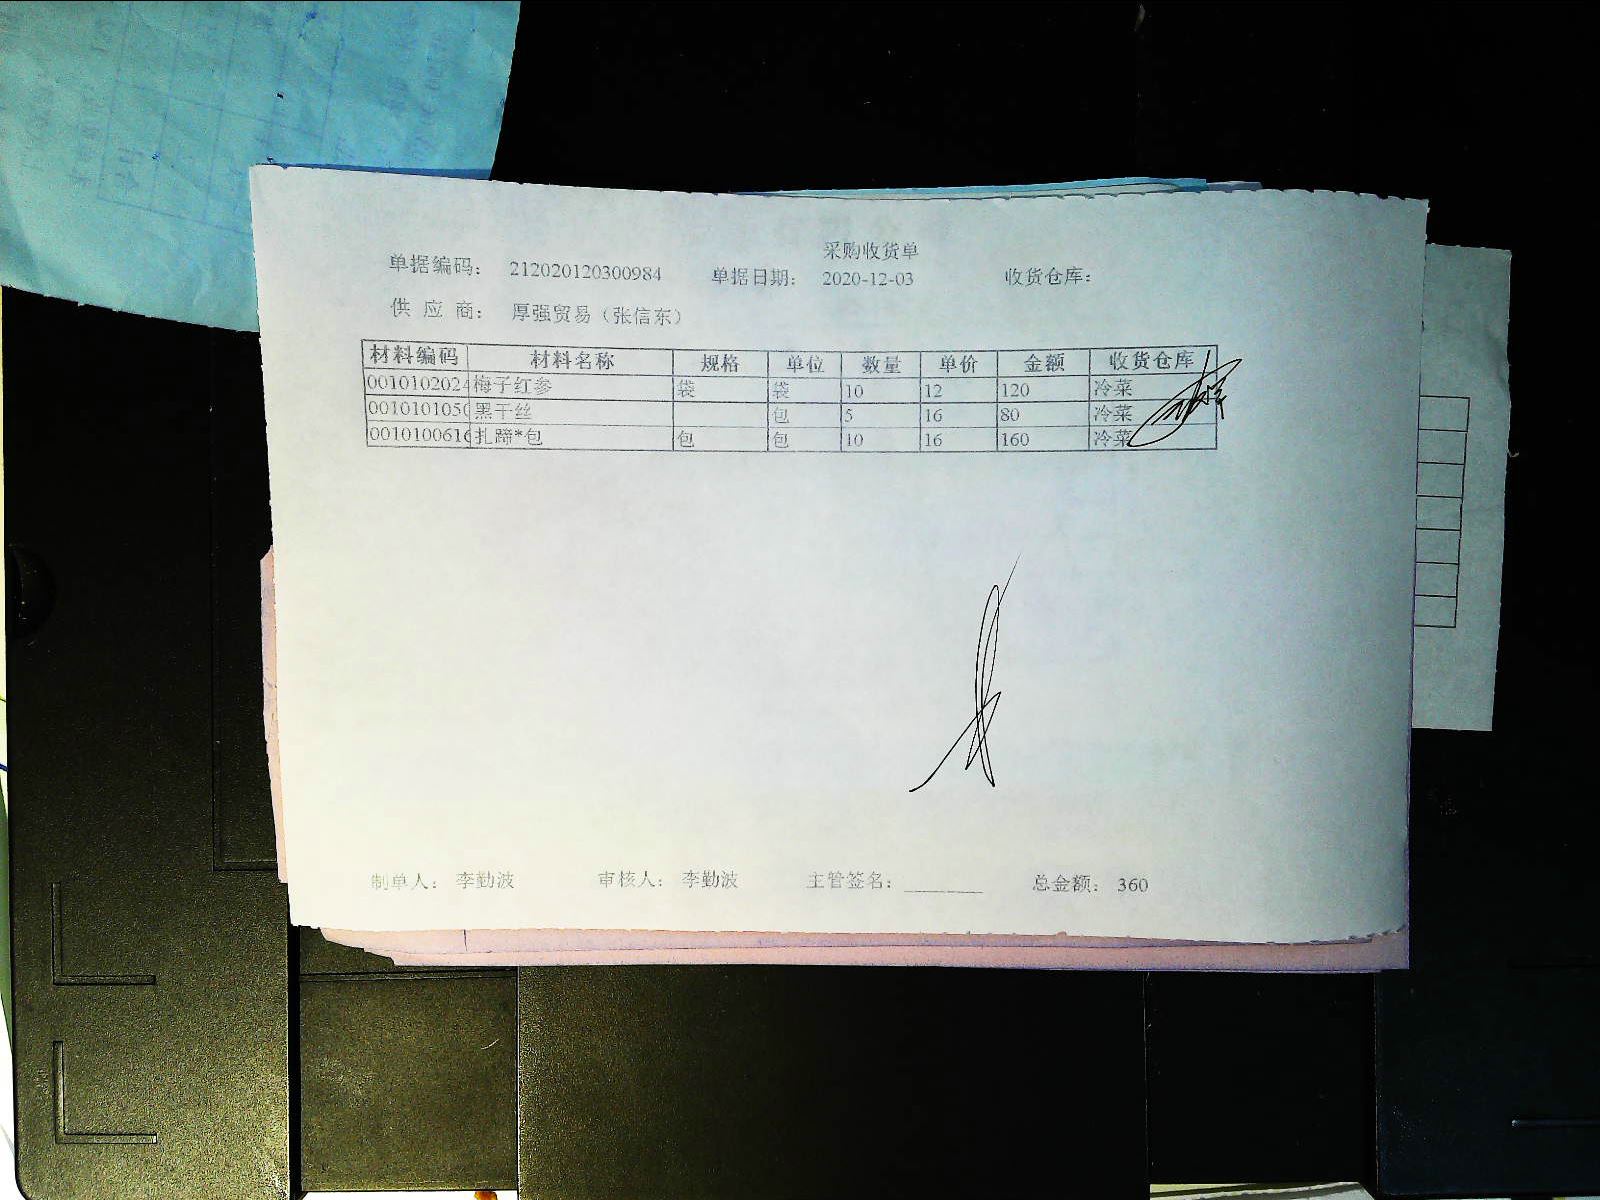 采购收货单
单据编码： 212020120300984 单据日期： 2020-12-03 收货仓库：
供 应 商： 厚强贸易（张信东）
材料编码 材料名称 规格 单位 数量 单价 金额 收货仓库
0010102024 梅子红参 袋 袋 10 12 120 冷菜
0010101050 黑干丝 包 5 16 80 冷菜
0010100616 扎蹄*包 包 包 10 16 160 冷菜
制单人： 李勤波 审核人： 李勤波 主管签名： 总金额： 360